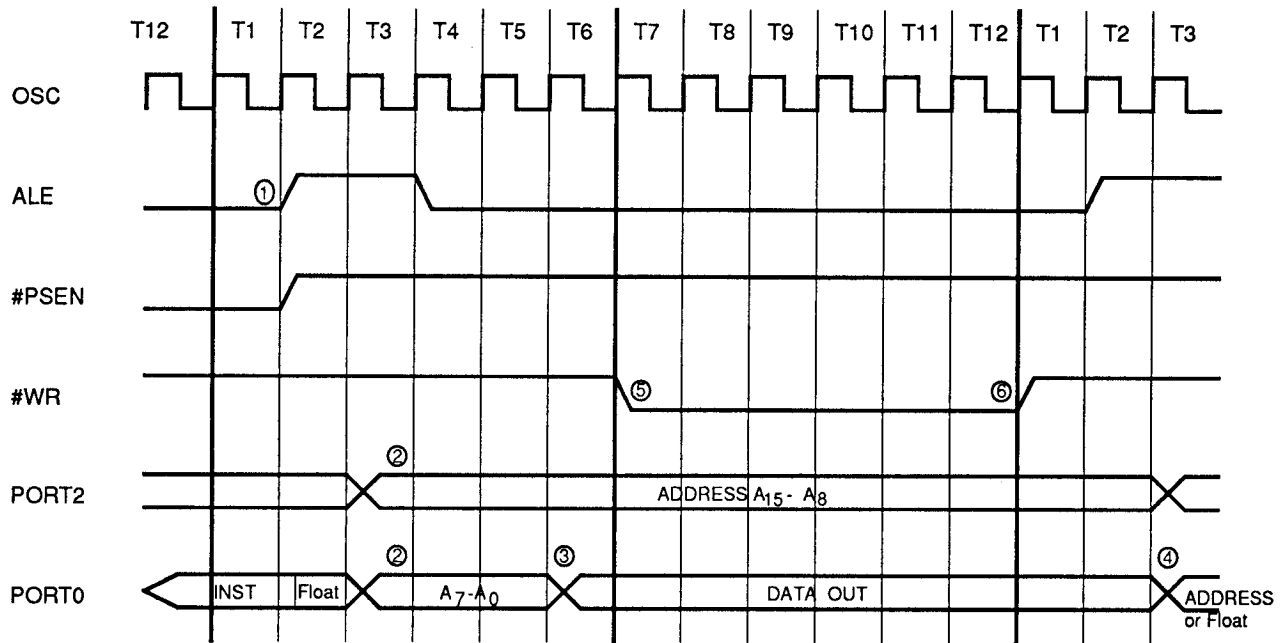 T12 T1 T2 T3 T4 T5 T6 T7 T8 T9 T10 T11 T12 T1 T2 T3
OSC
ALE ①
#PSEN
#WR ⑤ ⑥
②
PORT2 ADDRESS A15 - A8
② ③ ④
PORT0 INST Float A7-A0 DATA OUT ADDRESS
or Float